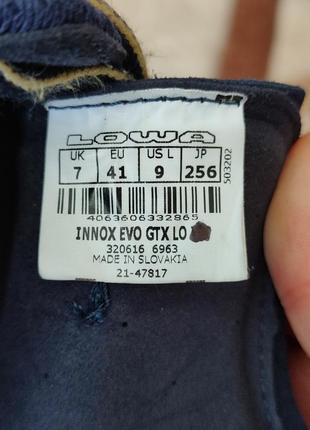 LOWA
UK EU US L JP
7 41 9 256
503202
4063606332865
INNOX EVO GTX LO
320616 6963
MADE IN SLOVAKIA
21-47817